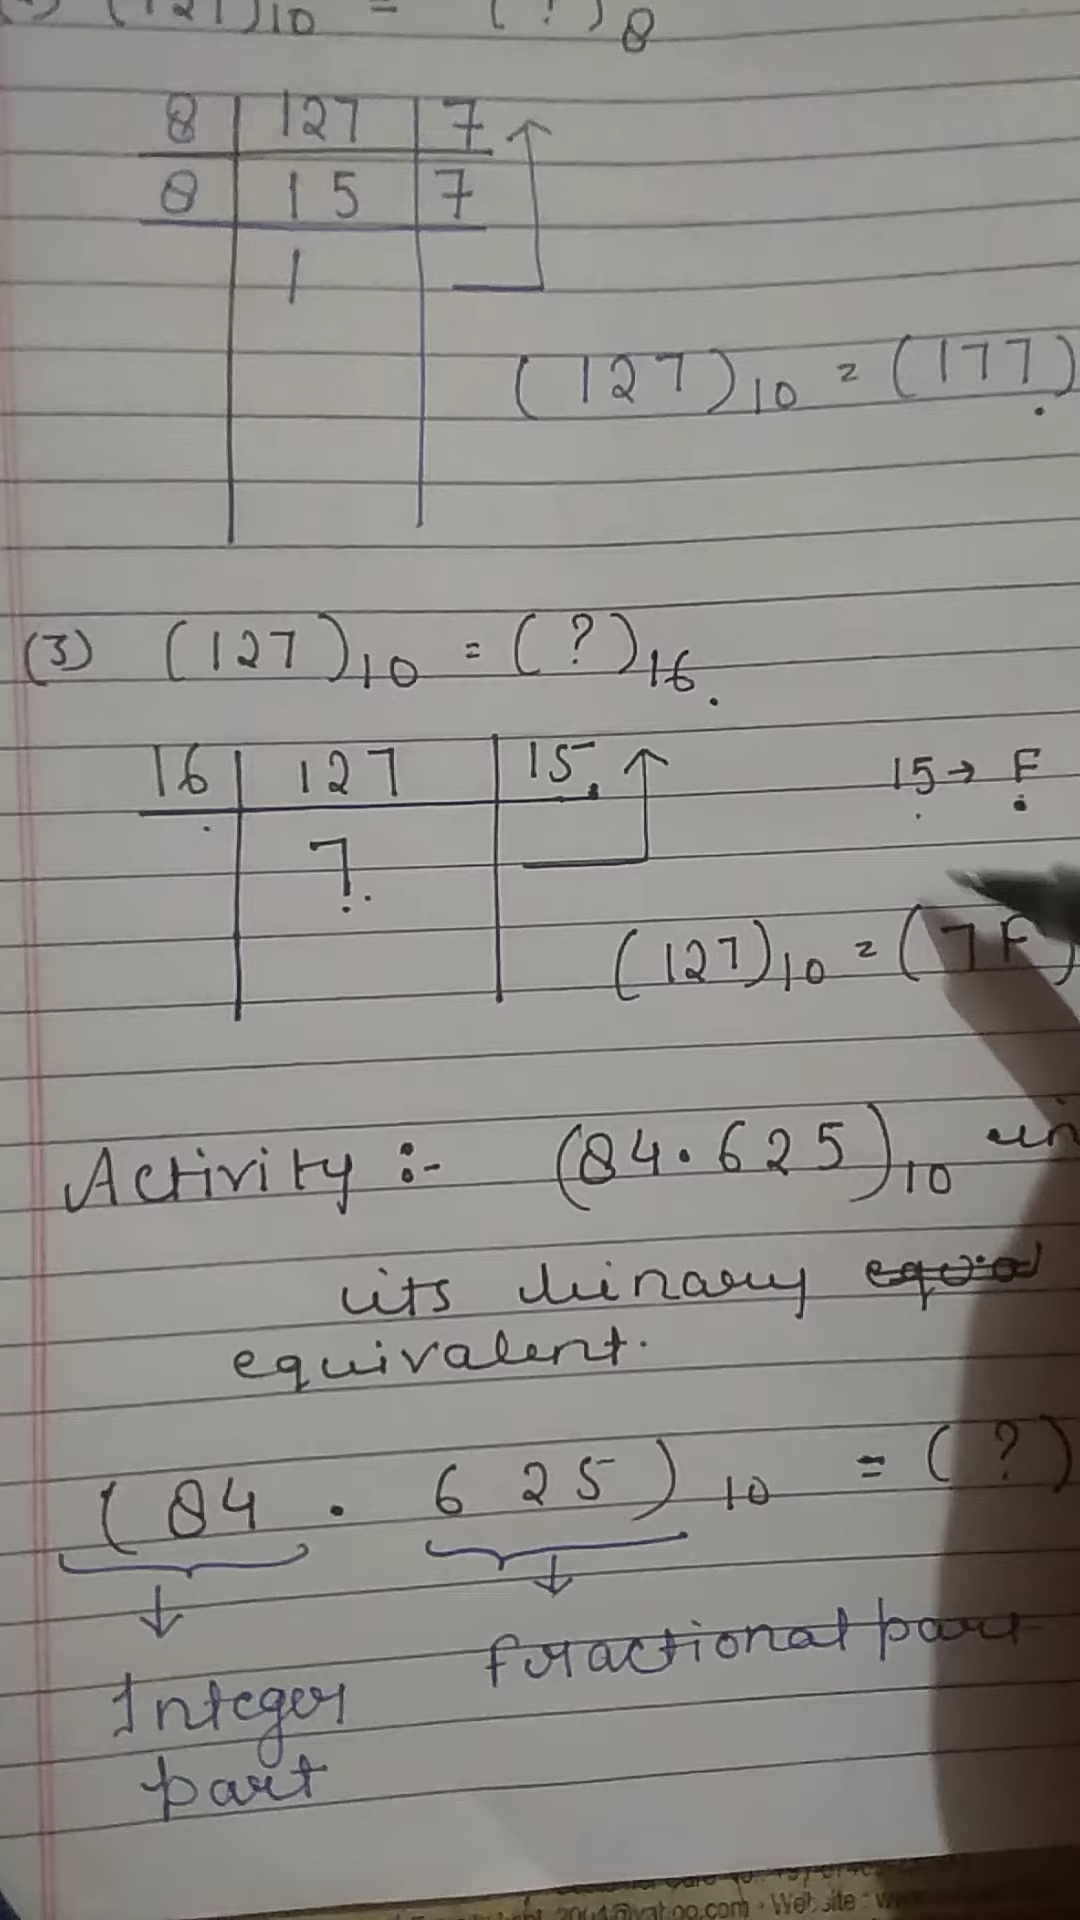 (127)10 = (?)8
8 | 127 | 7
8 | 15 | 7
1
(127)10 = (177)
(3) (127)10 = (?)16
16 | 127 | 15
15 → F
7
(127)10 = (7F)
Activity :- (84.625)10 in
its binary
equivalent.
(84 . 625)10 = (?)
Integer fractional part
part